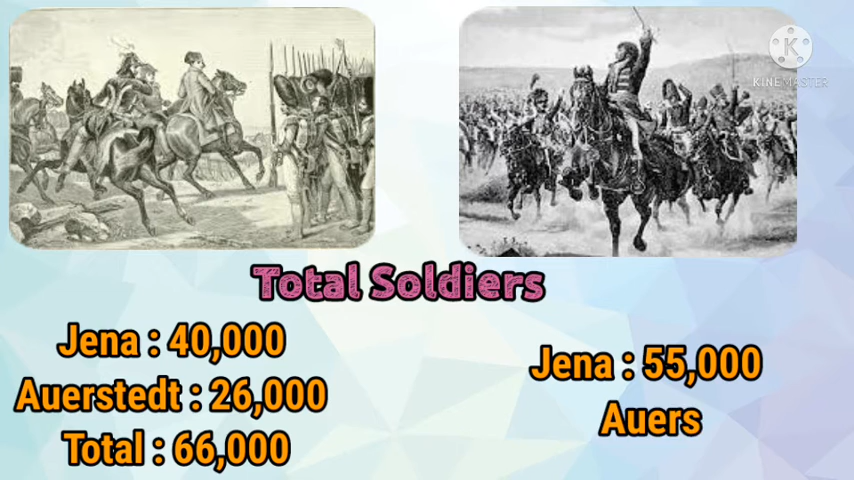 K
KINEMASTER
Total Soldiers
Jena : 40,000
Auerstedt : 26,000
Total : 66,000
Jena : 55,000
Auers